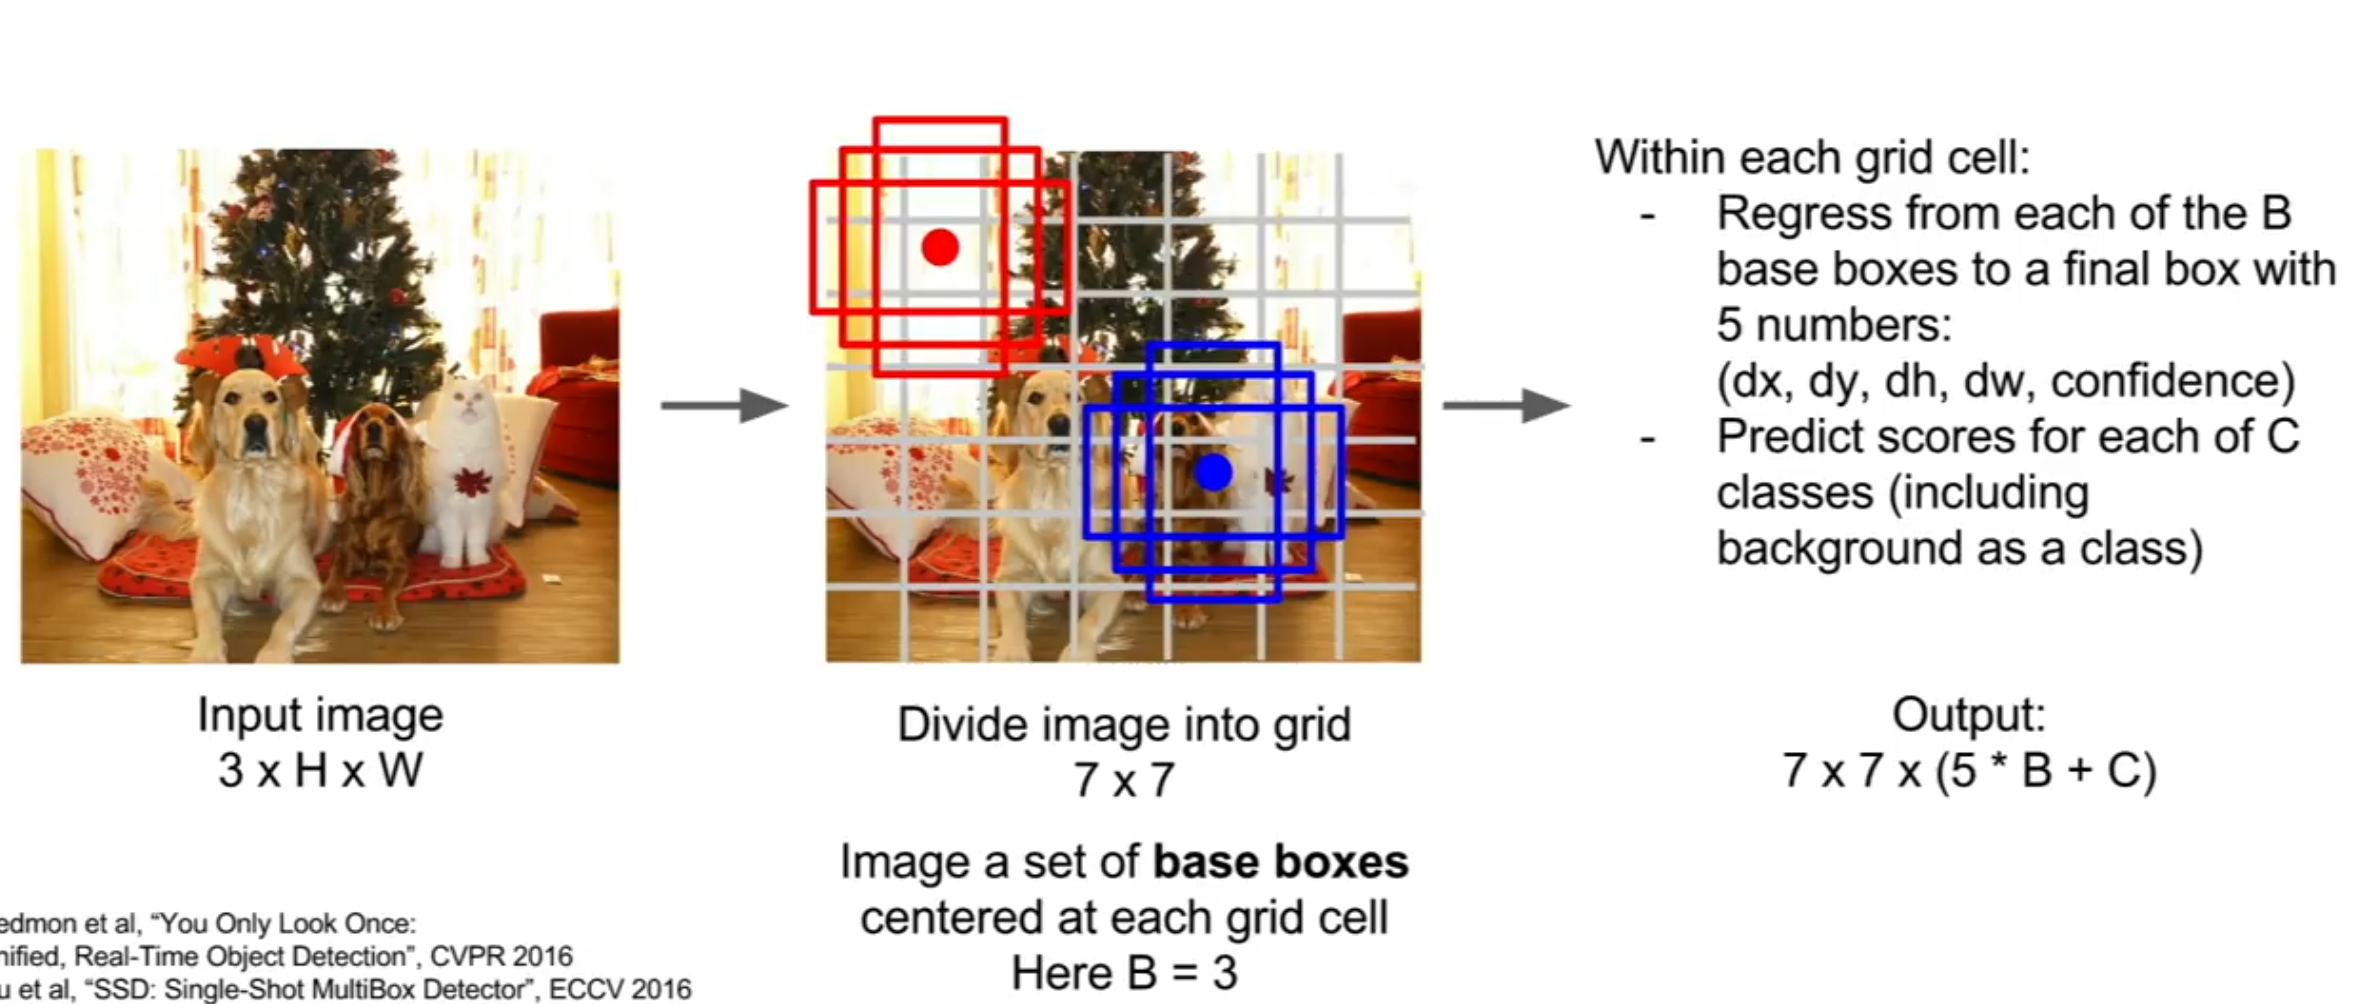 Input image
3 x H x W
Divide image into grid
7 x 7
Image a set of base boxes
centered at each grid cell
Here B = 3
Within each grid cell:
- Regress from each of the B
base boxes to a final box with
5 numbers:
(dx, dy, dh, dw, confidence)
- Predict scores for each of C
classes (including
background as a class)
Output:
7 x 7 x (5 * B + C)
edmon et al, “You Only Look Once:
nified, Real-Time Object Detection”, CVPR 2016
u et al, “SSD: Single-Shot MultiBox Detector”, ECCV 2016